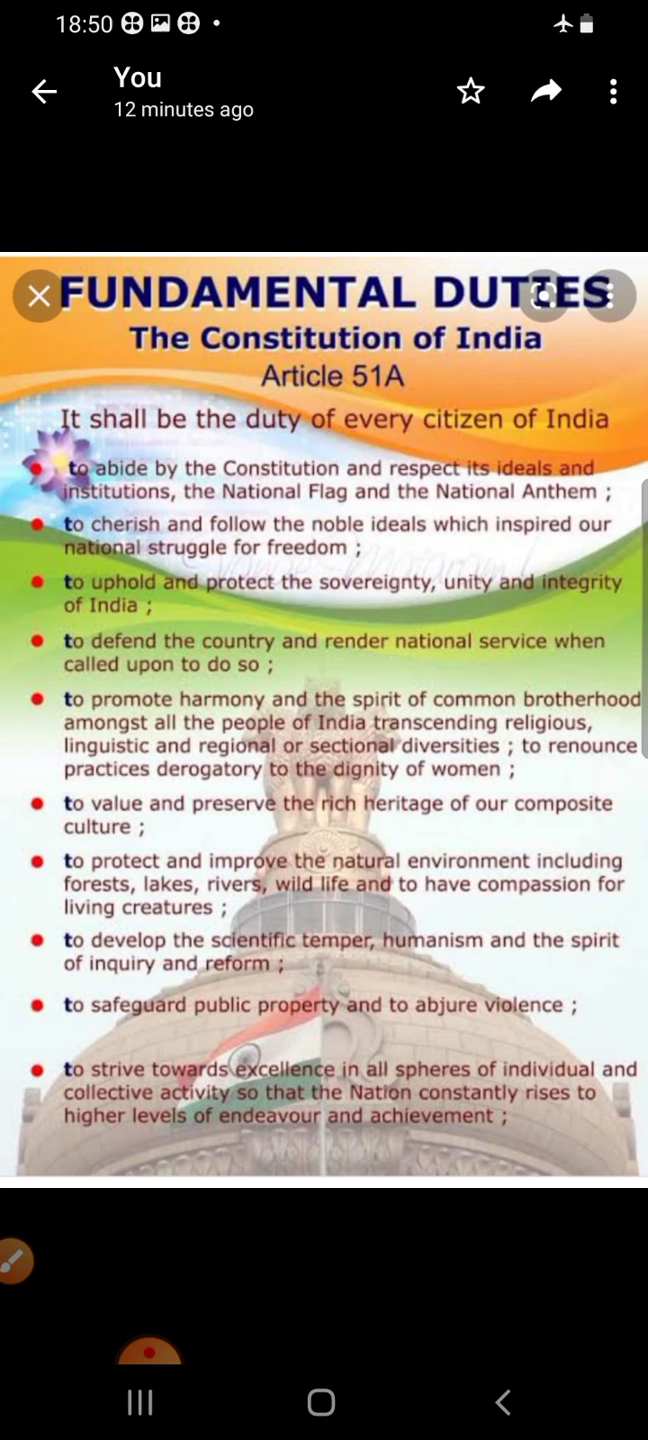 18:50
You
12 minutes ago
FUNDAMENTAL DUTIES
The Constitution of India
Article 51A
It shall be the duty of every citizen of India
to abide by the Constitution and respect its ideals and
institutions, the National Flag and the National Anthem ;
to cherish and follow the noble ideals which inspired our
national struggle for freedom ;
to uphold and protect the sovereignty, unity and integrity
of India ;
to defend the country and render national service when
called upon to do so ;
to promote harmony and the spirit of common brotherhood
amongst all the people of India transcending religious,
linguistic and regional or sectional diversities ; to renounce
practices derogatory to the dignity of women ;
to value and preserve the rich heritage of our composite
culture ;
to protect and improve the natural environment including
forests, lakes, rivers, wild life and to have compassion for
living creatures ;
to develop the scientific temper, humanism and the spirit
of inquiry and reform ;
to safeguard public property and to abjure violence ;
to strive towards excellence in all spheres of individual and
collective activity so that the Nation constantly rises to
higher levels of endeavour and achievement ;